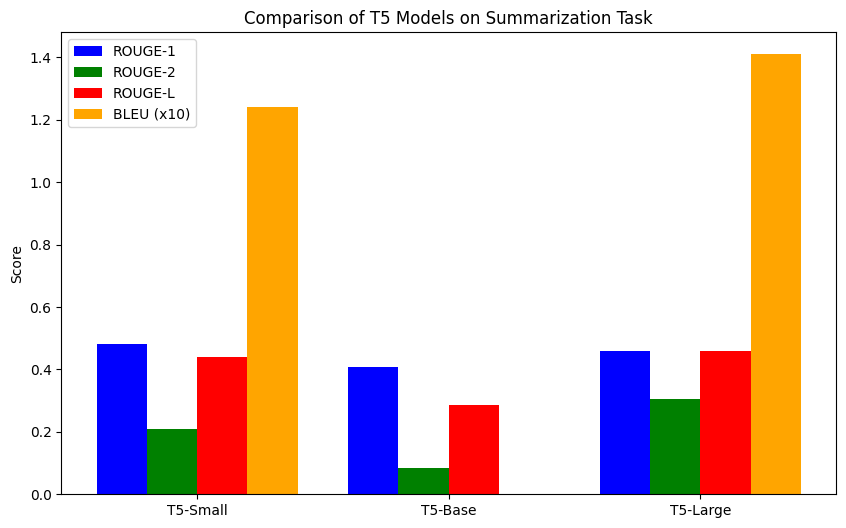 Comparison of T5 Models on Summarization Task
ROUGE-1
ROUGE-2
ROUGE-L
BLEU (x10)
Score
1.4
1.2
1.0
0.8
0.6
0.4
0.2
0.0
T5-Small
T5-Base
T5-Large